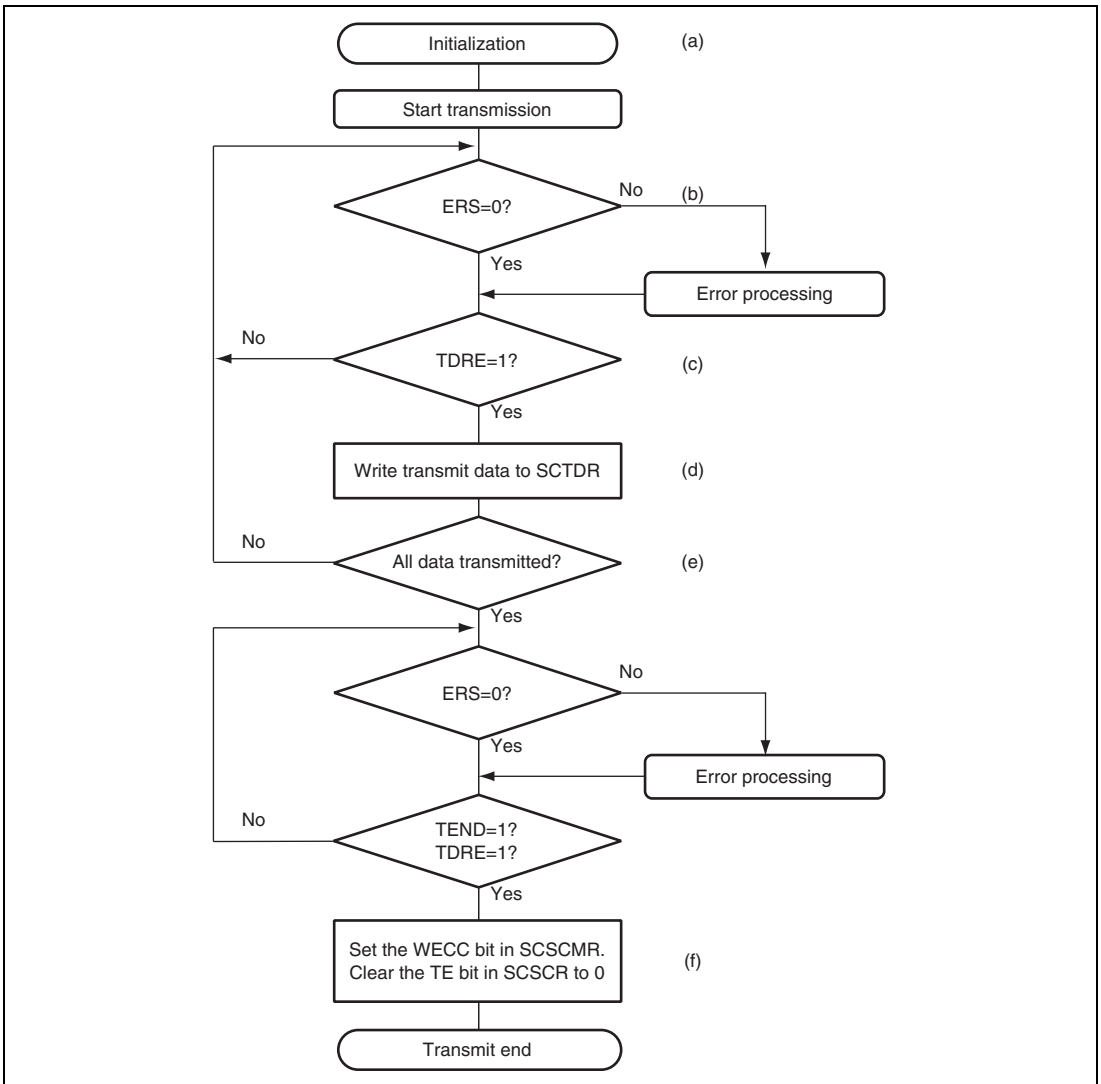 Initialization
(a)
Start transmission
ERS=0?
No
(b)
Yes
Error processing
No
TDRE=1?
(c)
Yes
Write transmit data to SCTDR
(d)
No
All data transmitted?
(e)
Yes
ERS=0?
No
Yes
Error processing
No
TEND=1?
TDRE=1?
Yes
Set the WECC bit in SCSCMR.
Clear the TE bit in SCSCR to 0
(f)
Transmit end